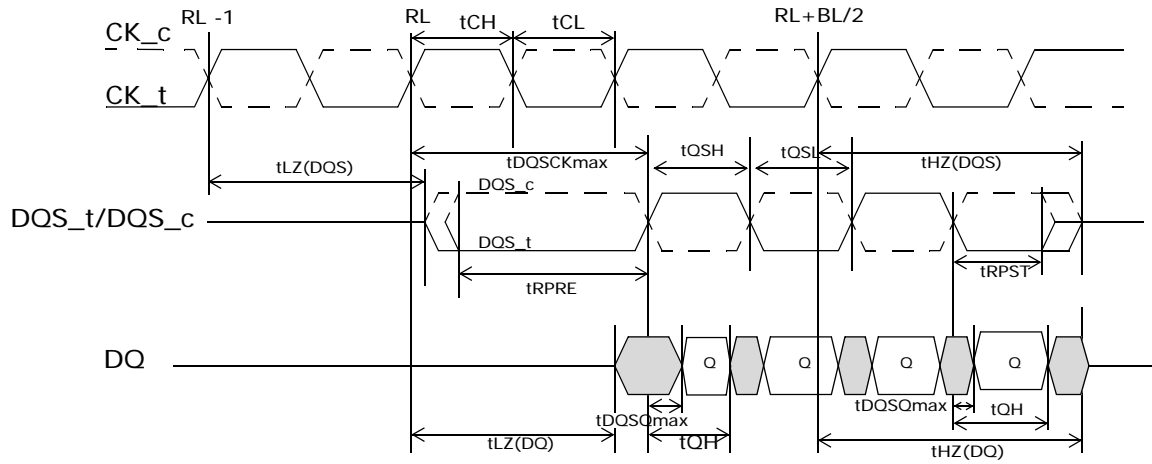 RL -1
RL
RL+BL/2
tCH
tCL
CK_c
CK_t
tDQSCKmax
tQSH
tQSL
tHZ(DQS)
tLZ(DQS)
DQS_c
DQS_t/DQS_c
DQS_t
tRPRE
tRPST
DQ
Q
Q
Q
Q
tDQSQmax
tDQSQmax
tQH
tLZ(DQ)
tQH
tHZ(DQ)